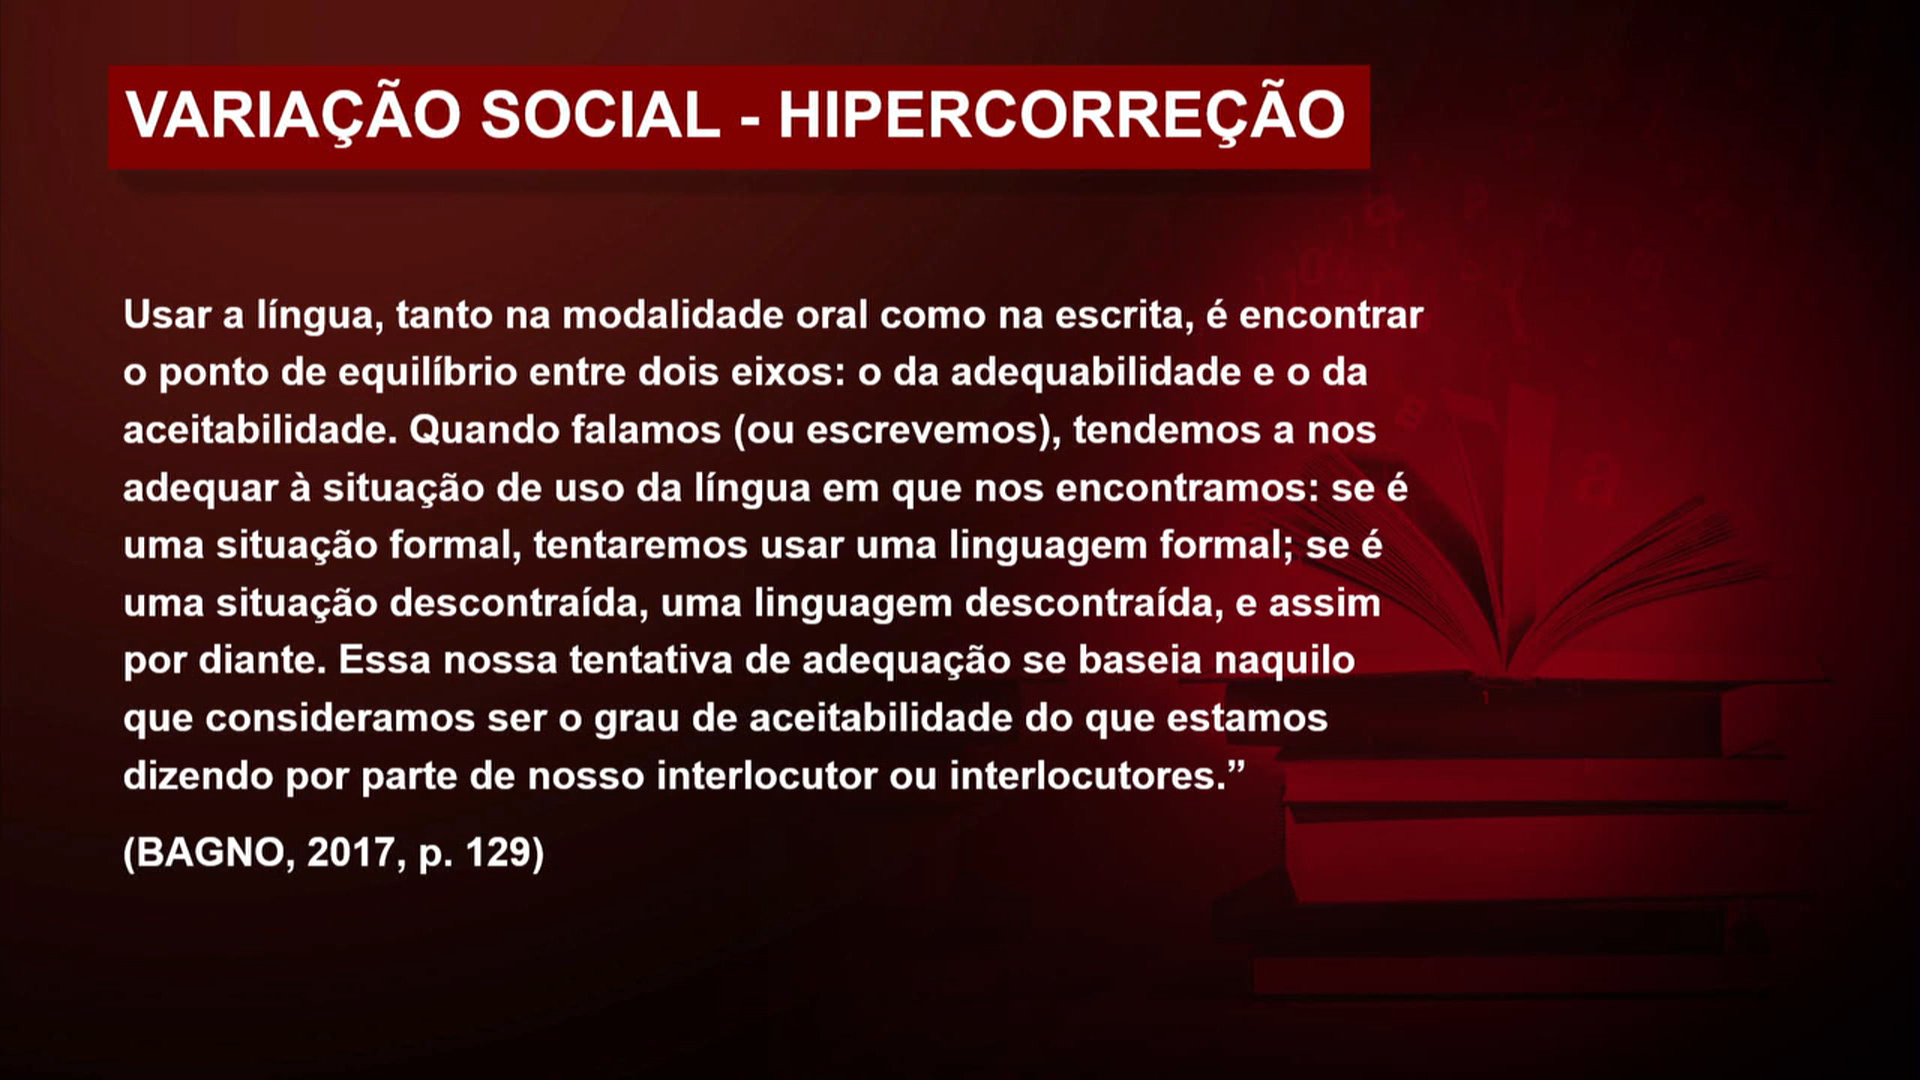 VARIAÇÃO SOCIAL - HIPERCORREÇÃO
Usar a língua, tanto na modalidade oral como na escrita, é encontrar
o ponto de equilíbrio entre dois eixos: o da adequabilidade e o da
aceitabilidade. Quando falamos (ou escrevemos), tendemos a nos
adequar à situação de uso da língua em que nos encontramos: se é
uma situação formal, tentaremos usar uma linguagem formal; se é
uma situação descontraída, uma linguagem descontraída, e assim
por diante. Essa nossa tentativa de adequação se baseia naquilo
que consideramos ser o grau de aceitabilidade do que estamos
dizendo por parte de nosso interlocutor ou interlocutores.”
(BAGNO, 2017, p. 129)